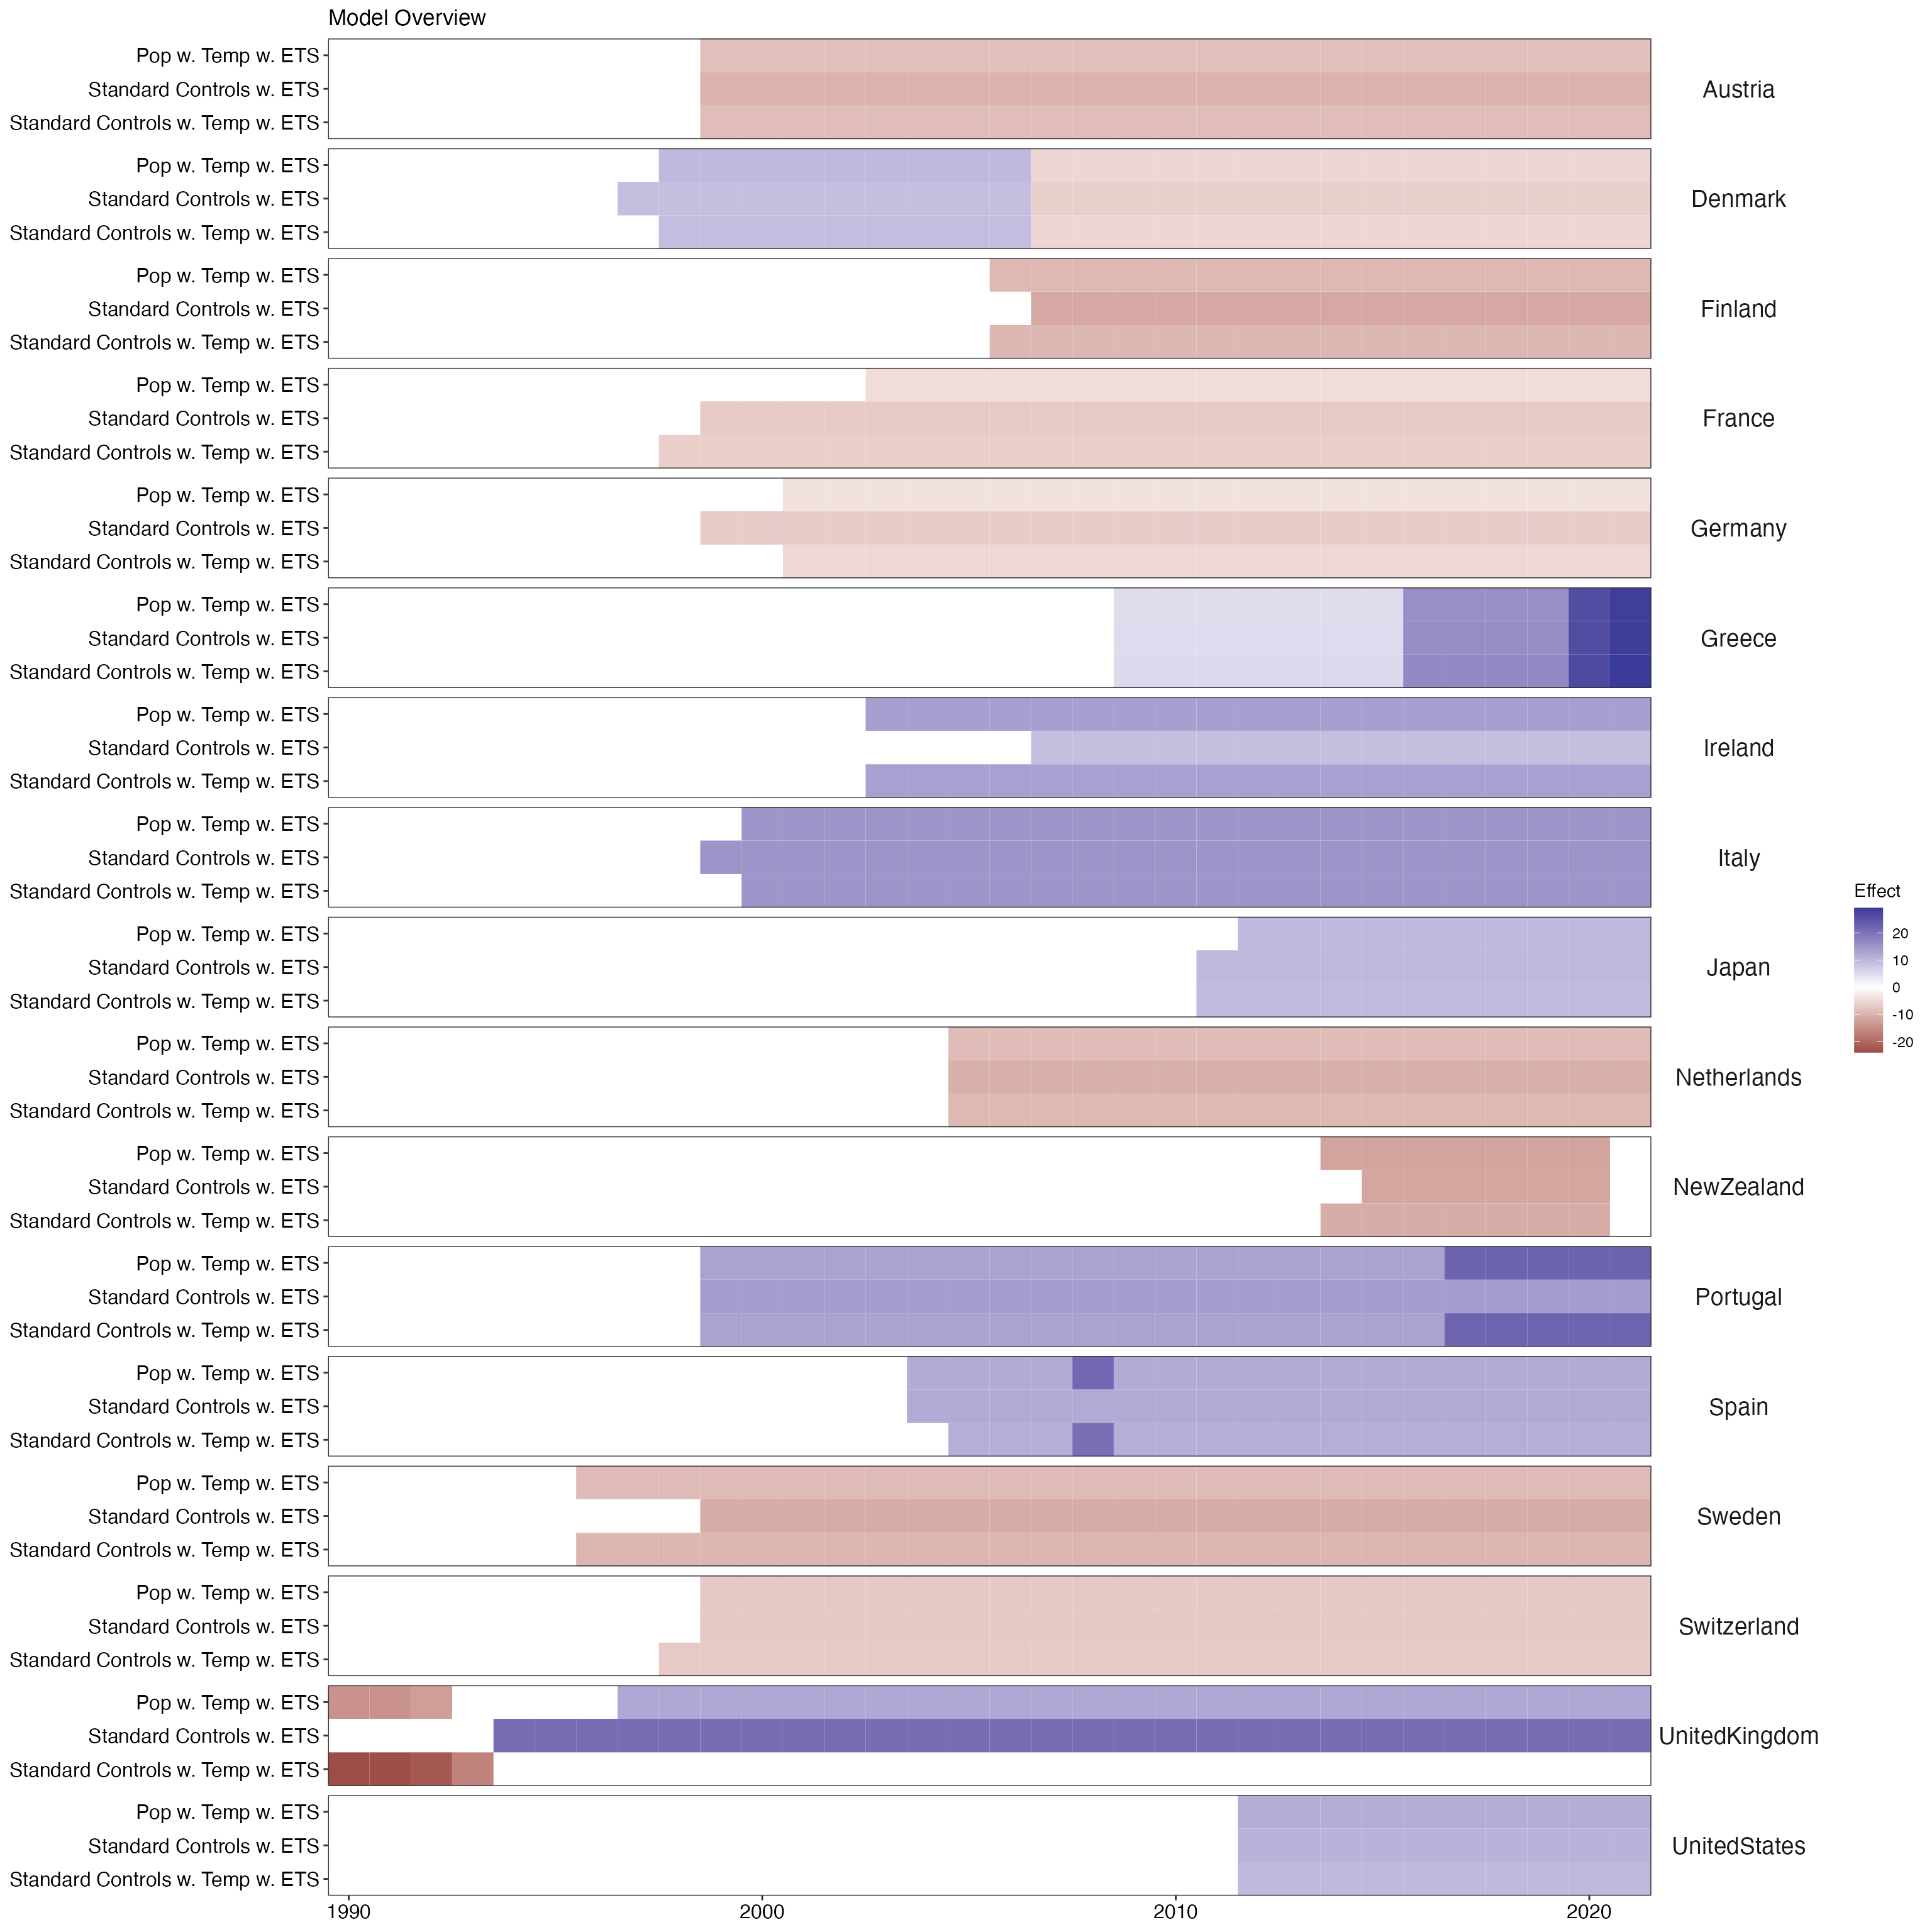 Model Overview
Pop w. Temp w. ETS
Standard Controls w. ETS
Standard Controls w. Temp w. ETS
Austria
Pop w. Temp w. ETS
Standard Controls w. ETS
Standard Controls w. Temp w. ETS
Denmark
Pop w. Temp w. ETS
Standard Controls w. ETS
Standard Controls w. Temp w. ETS
Finland
Pop w. Temp w. ETS
Standard Controls w. ETS
Standard Controls w. Temp w. ETS
France
Pop w. Temp w. ETS
Standard Controls w. ETS
Standard Controls w. Temp w. ETS
Germany
Pop w. Temp w. ETS
Standard Controls w. ETS
Standard Controls w. Temp w. ETS
Greece
Pop w. Temp w. ETS
Standard Controls w. ETS
Standard Controls w. Temp w. ETS
Ireland
Pop w. Temp w. ETS
Standard Controls w. ETS
Standard Controls w. Temp w. ETS
Italy
Pop w. Temp w. ETS
Standard Controls w. ETS
Standard Controls w. Temp w. ETS
Japan
Pop w. Temp w. ETS
Standard Controls w. ETS
Standard Controls w. Temp w. ETS
Netherlands
Pop w. Temp w. ETS
Standard Controls w. ETS
Standard Controls w. Temp w. ETS
NewZealand
Pop w. Temp w. ETS
Standard Controls w. ETS
Standard Controls w. Temp w. ETS
Portugal
Pop w. Temp w. ETS
Standard Controls w. ETS
Standard Controls w. Temp w. ETS
Spain
Pop w. Temp w. ETS
Standard Controls w. ETS
Standard Controls w. Temp w. ETS
Sweden
Pop w. Temp w. ETS
Standard Controls w. ETS
Standard Controls w. Temp w. ETS
Switzerland
Pop w. Temp w. ETS
Standard Controls w. ETS
Standard Controls w. Temp w. ETS
UnitedKingdom
Pop w. Temp w. ETS
Standard Controls w. ETS
Standard Controls w. Temp w. ETS
UnitedStates
1990 2000 2010 2020
Effect
20
10
0
-10
-20